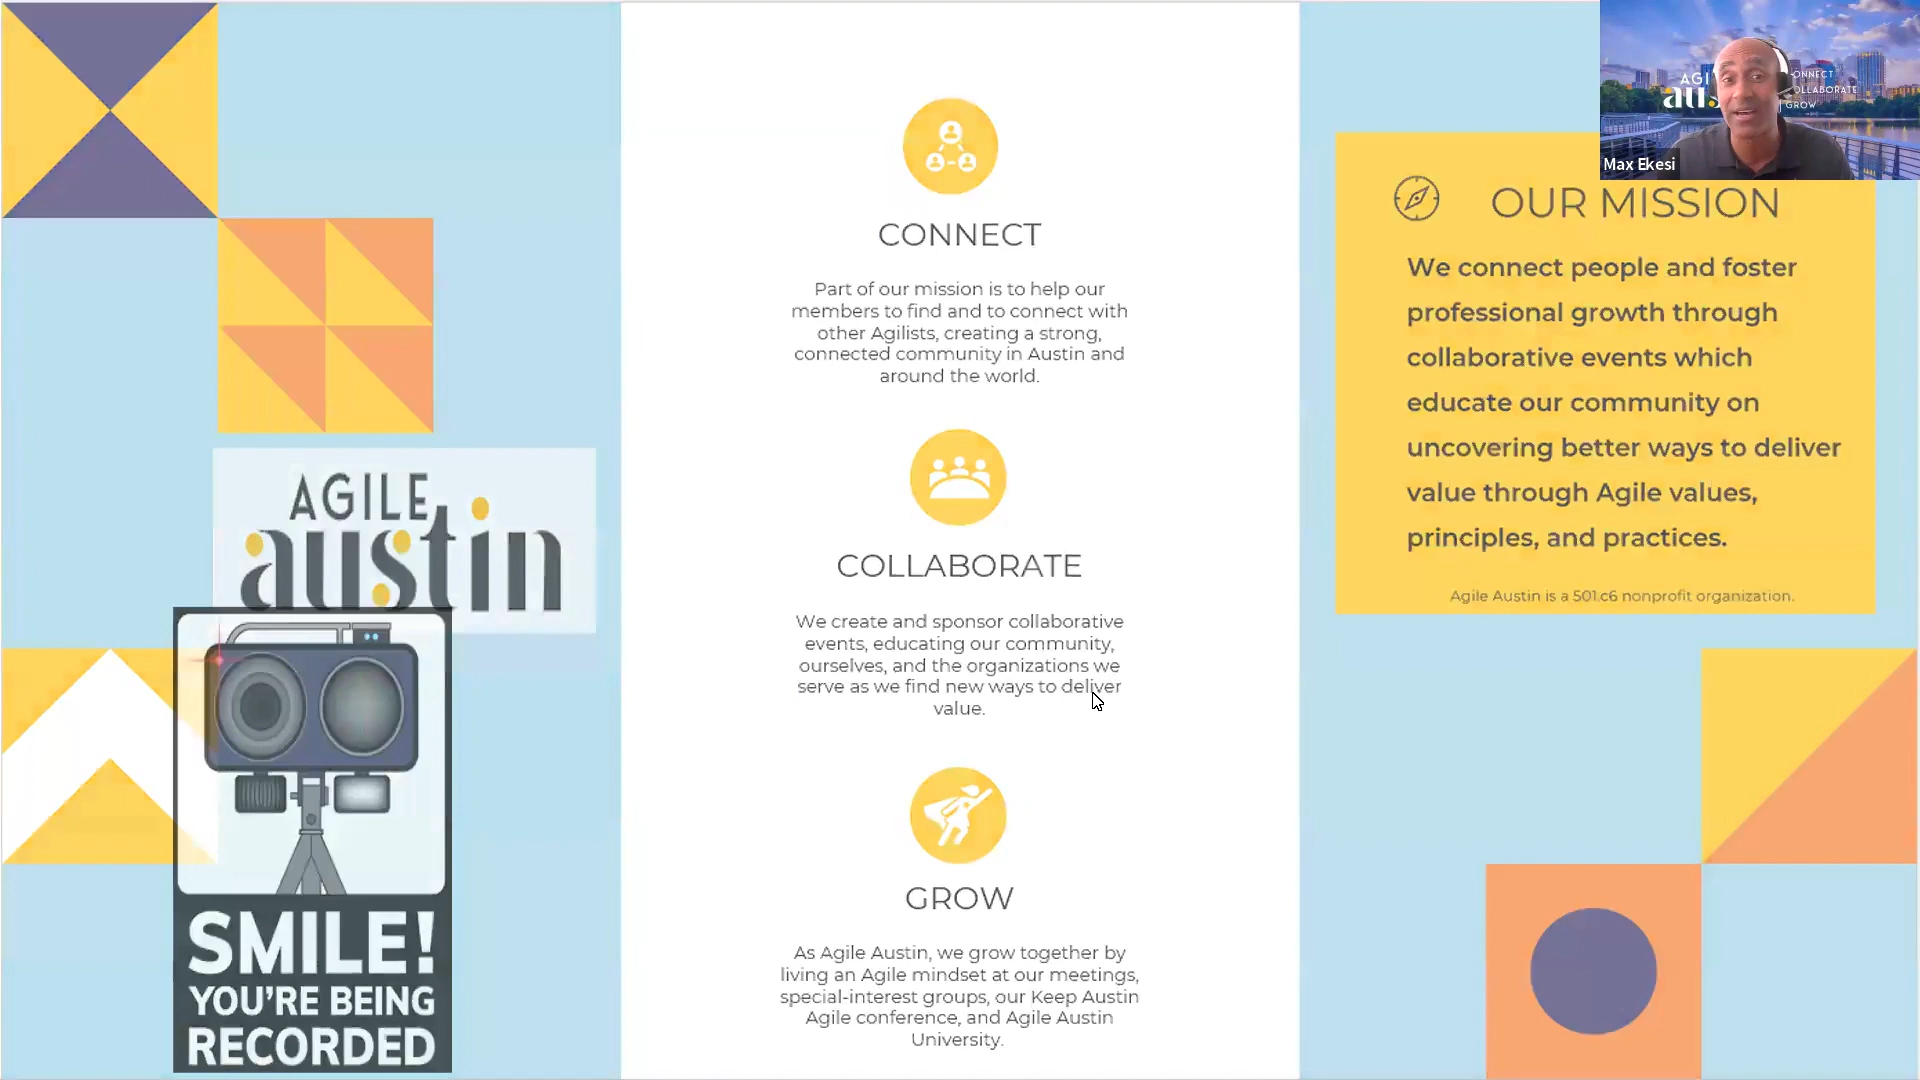 AGILE
austin
SMILE!
YOU'RE BEING
RECORDED
CONNECT
Part of our mission is to help our
members to find and to connect with
other Agilists, creating a strong,
connected community in Austin and
around the world.
COLLABORATE
We create and sponsor collaborative
events, educating our community,
ourselves, and the organizations we
serve as we find new ways to deliver
value.
GROW
As Agile Austin, we grow together by
living an Agile mindset at our meetings,
special-interest groups, our Keep Austin
Agile conference, and Agile Austin
University.
AGI
aus
ONNECT
OLLABORATE
GROW
Max Ekesi
OUR MISSION
We connect people and foster
professional growth through
collaborative events which
educate our community on
uncovering better ways to deliver
value through Agile values,
principles, and practices.
Agile Austin is a 501.c6 nonprofit organization.